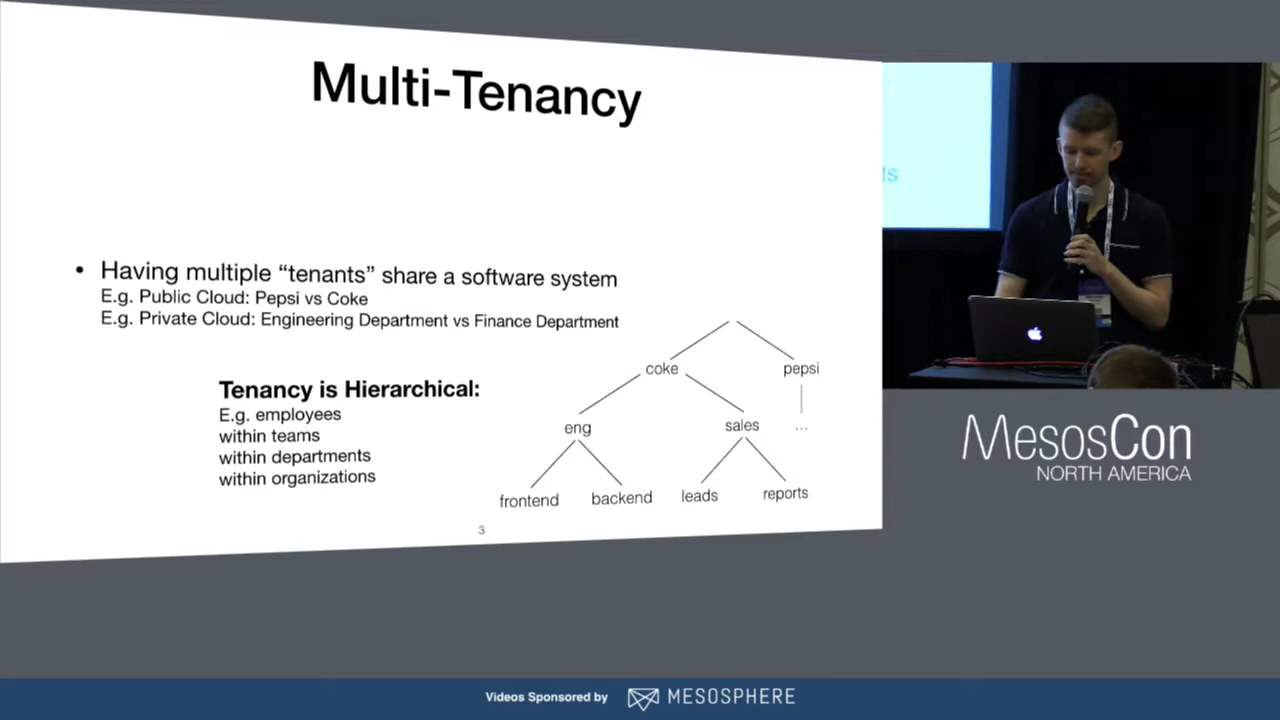 Multi-Tenancy
• Having multiple “tenants” share a software system
E.g. Public Cloud: Pepsi vs Coke
E.g. Private Cloud: Engineering Department vs Finance Department
Tenancy is Hierarchical:
E.g. employees
within teams
within departments
within organizations
coke
pepsi
eng
sales
...
frontend
backend
leads
reports
3
ts
MesosCon
NORTH AMERICA
Videos Sponsored by
MESOSPHERE